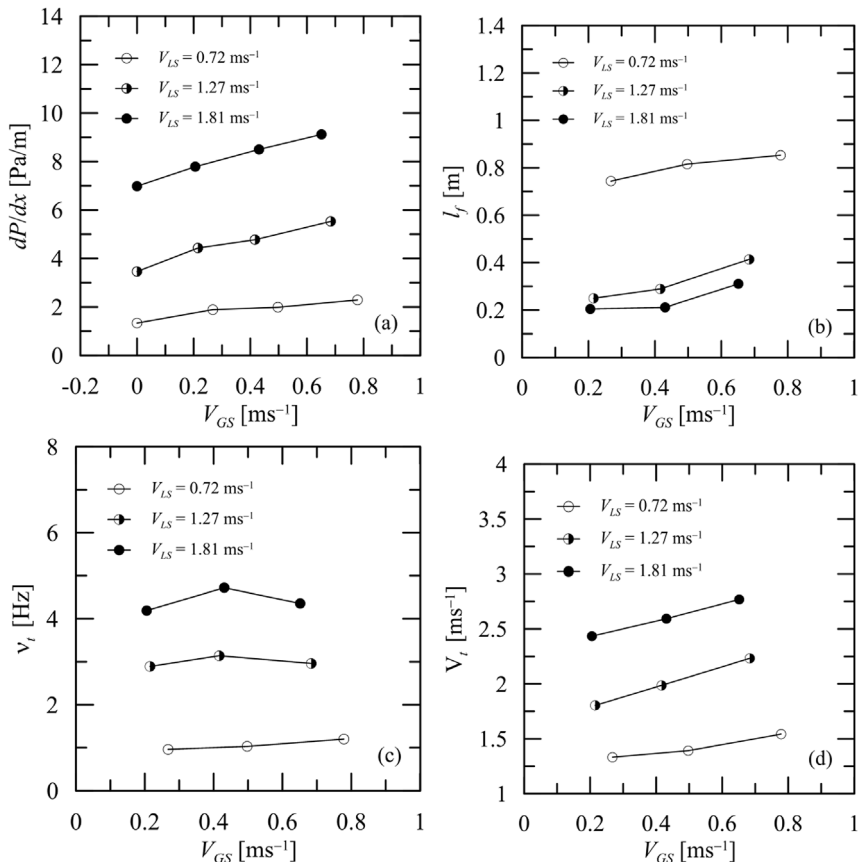 14
12
10
8
6
4
2
0
dP/dx [Pa/m]
V_LS = 0.72 ms⁻¹
V_LS = 1.27 ms⁻¹
V_LS = 1.81 ms⁻¹
(a)
-0.2 0 0.2 0.4 0.6 0.8 1
V_GS [ms⁻¹]
1.4
1.2
1
0.8
0.6
0.4
0.2
0
l_f [m]
V_LS = 0.72 ms⁻¹
V_LS = 1.27 ms⁻¹
V_LS = 1.81 ms⁻¹
(b)
0 0.2 0.4 0.6 0.8 1
V_GS [ms⁻¹]
8
6
4
2
0
ν_t [Hz]
V_LS = 0.72 ms⁻¹
V_LS = 1.27 ms⁻¹
V_LS = 1.81 ms⁻¹
(c)
0 0.2 0.4 0.6 0.8 1
V_GS [ms⁻¹]
4
3.5
3
2.5
2
1.5
1
V_t [ms⁻¹]
V_LS = 0.72 ms⁻¹
V_LS = 1.27 ms⁻¹
V_LS = 1.81 ms⁻¹
(d)
0 0.2 0.4 0.6 0.8 1
V_GS [ms⁻¹]